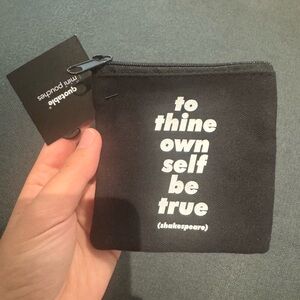 quotable
mini pouches
to
thine
own
self
be
true
(shakespeare)